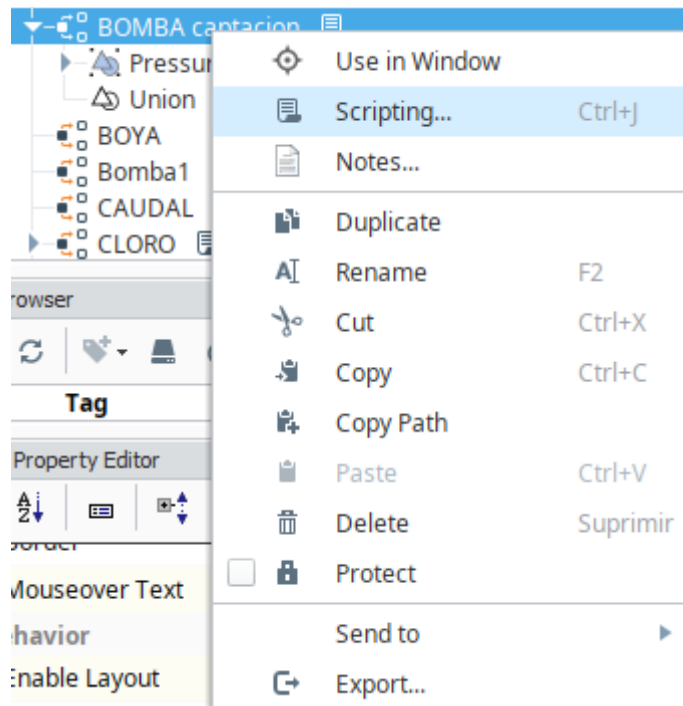 BOMBA captacion
Use in Window
Pressur
Union
Scripting... Ctrl+J
BOYA
Notes...
Bomba1
CAUDAL
Duplicate
CLORO
Rename F2
rowser
Cut Ctrl+X
Copy Ctrl+C
Tag
Copy Path
Property Editor
Paste Ctrl+V
Delete Suprimir
Mouseover Text
Protect
havior
Send to
Enable Layout
Export...